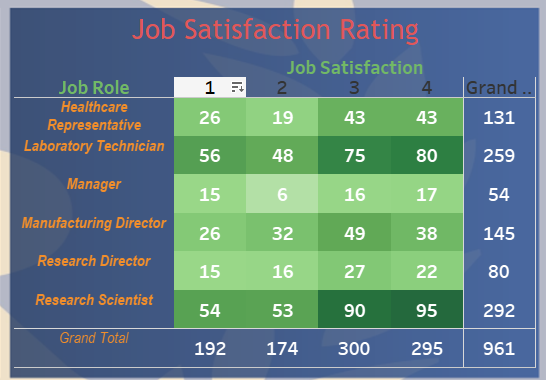 Job Satisfaction Rating
Job Satisfaction
Job Role 1 2 3 4 Grand ..
Healthcare
Representative 26 19 43 43 131
Laboratory Technician 56 48 75 80 259
Manager 15 6 16 17 54
Manufacturing Director 26 32 49 38 145
Research Director 15 16 27 22 80
Research Scientist 54 53 90 95 292
Grand Total 192 174 300 295 961